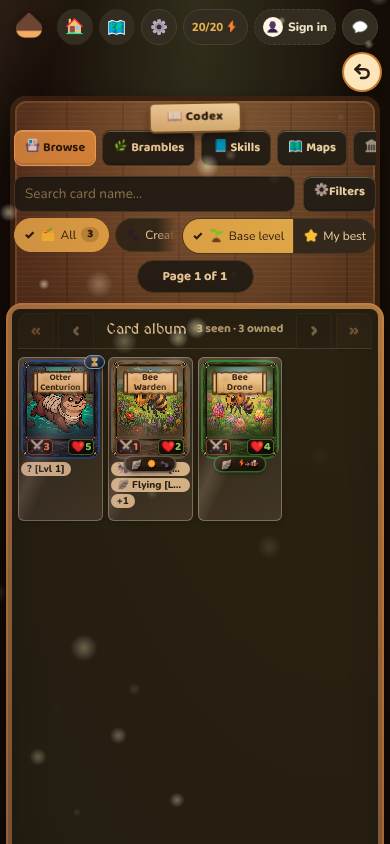 20/20
Sign in
Codex
Browse
Brambles
Skills
Maps
Search card name...
Filters
All 3
Base level
My best
Page 1 of 1
Card album
3 seen · 3 owned
Otter Centurion
3
5
? [Lvl 1]
Bee Warden
1
2
Flying [L...
+1
Bee Drone
1
4